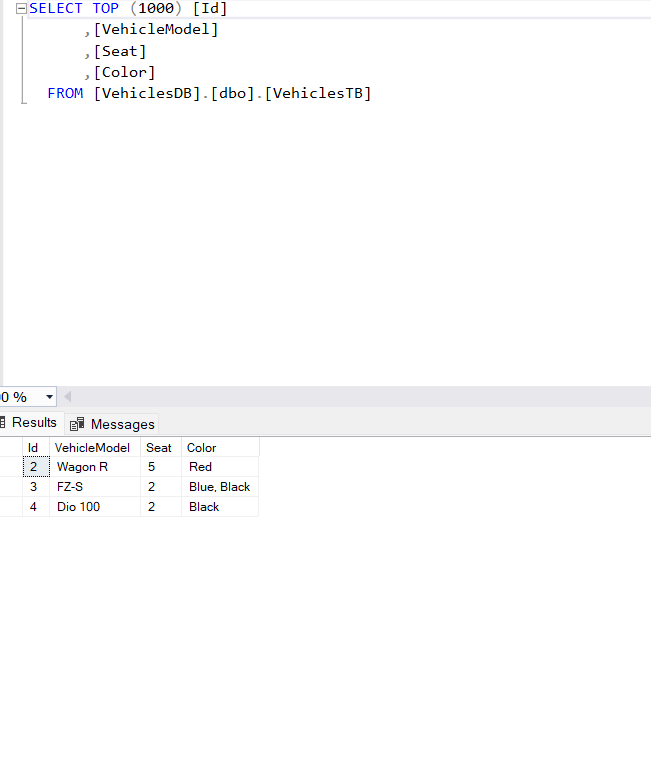 SELECT TOP (1000) [Id]
,[VehicleModel]
,[Seat]
,[Color]
FROM [VehiclesDB].[dbo].[VehiclesTB]
0 %
Results Messages
Id VehicleModel Seat Color
2 Wagon R 5 Red
3 FZ-S 2 Blue, Black
4 Dio 100 2 Black